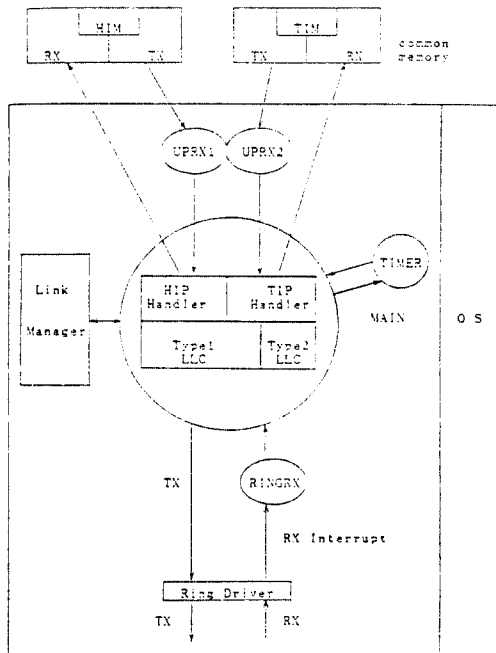 HIM
TIM
RX TX
TX RX
common
memory
UPRX1
UPRX2
TIMER
Link
Manager
HIP
Handler
TIP
Handler
Type1
LLC
Type2
LLC
MAIN
O S
TX
RINGRX
RX Interrupt
Ring Driver
TX
RX